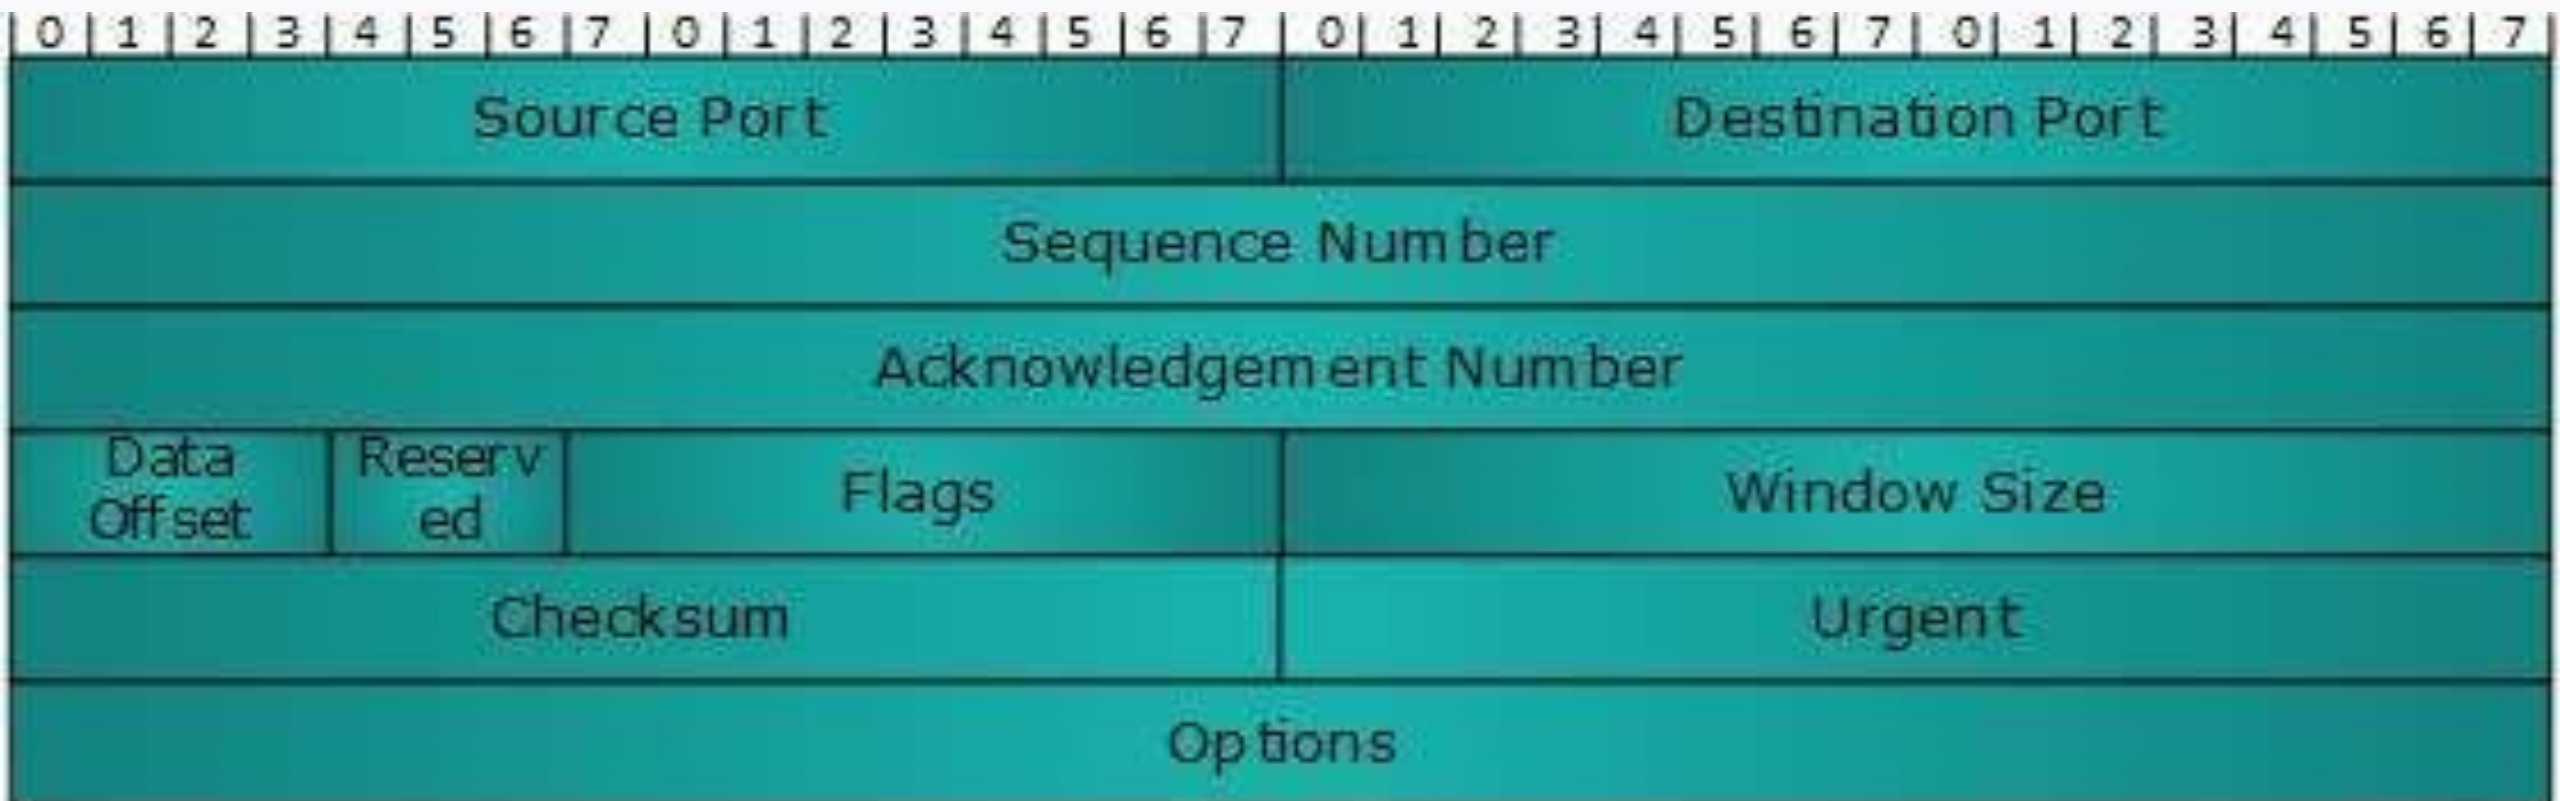 0 1 2 3 4 5 6 7 0 1 2 3 4 5 6 7 0 1 2 3 4 5 6 7 0 1 2 3 4 5 6 7
Source Port Destination Port
Sequence Number
Acknowledgement Number
Data Offset Reserved Flags Window Size
Checksum Urgent
Options